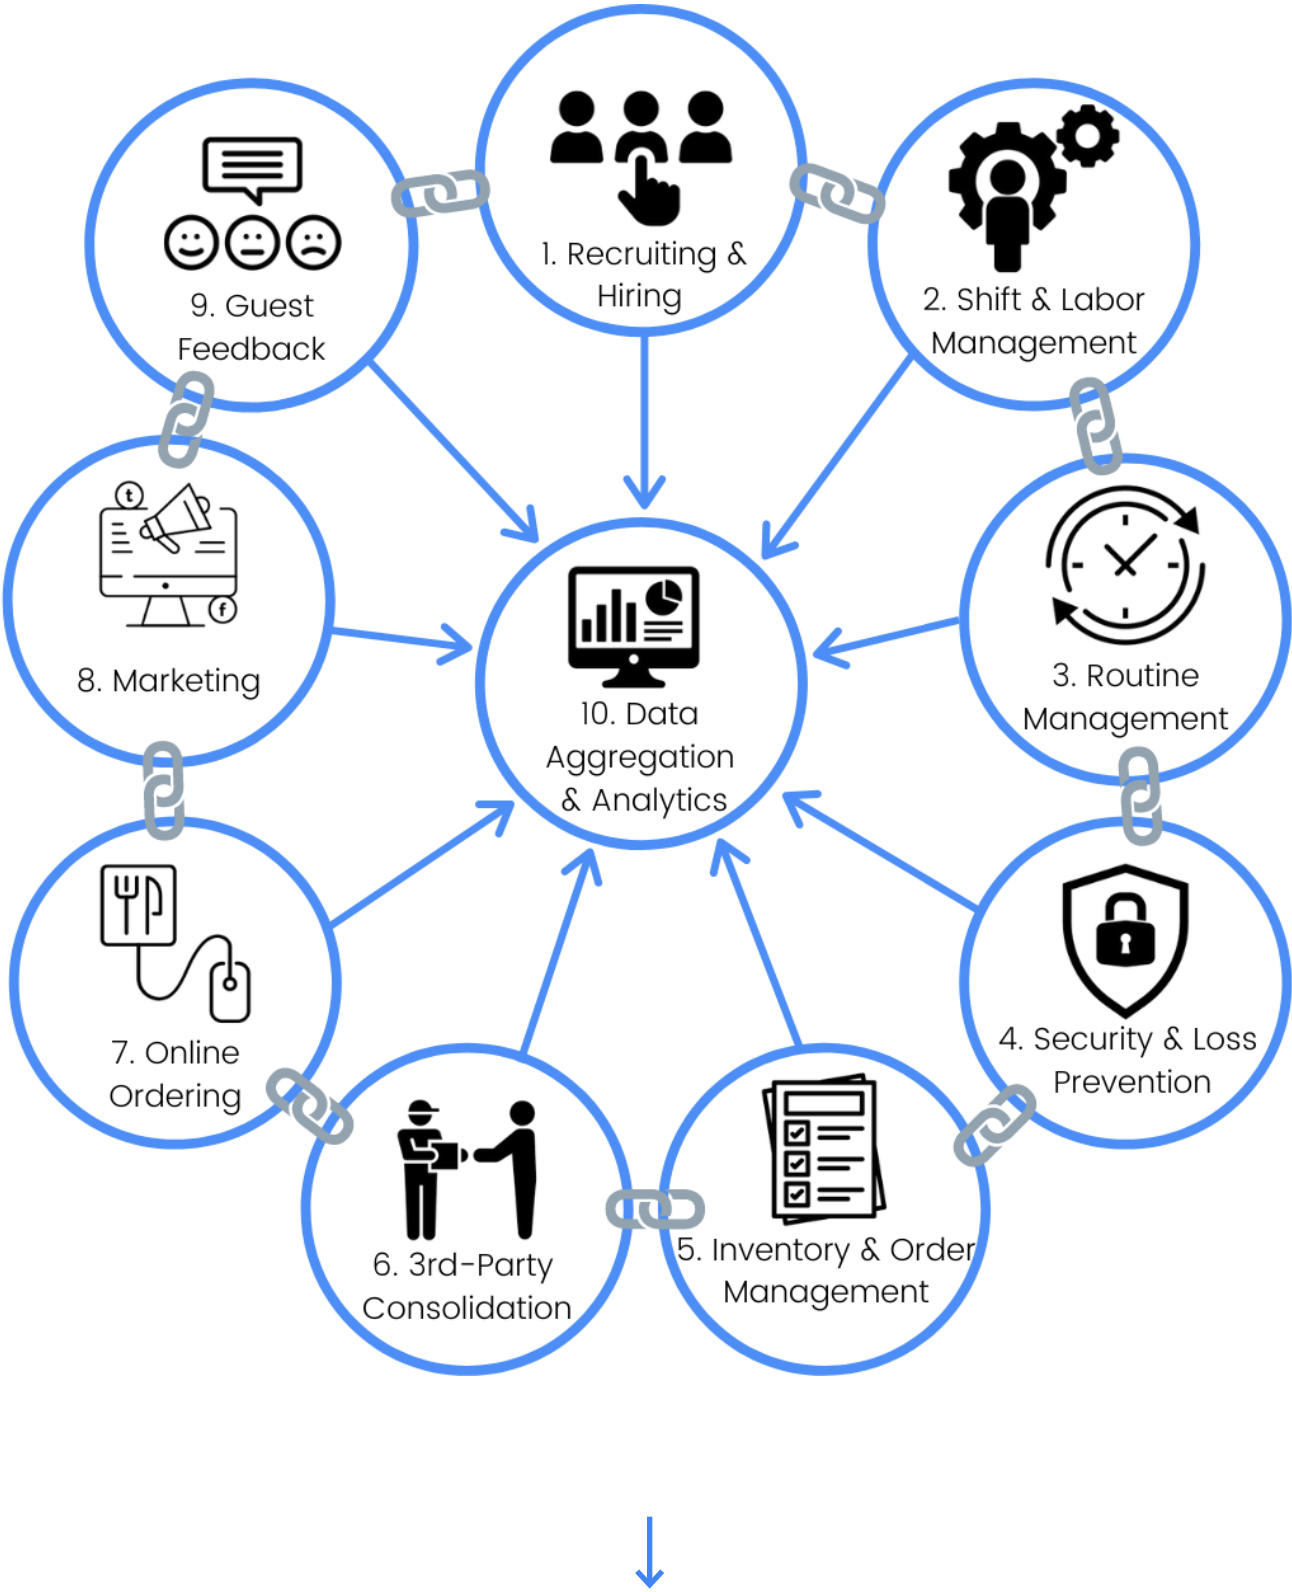 1. Recruiting &
Hiring
2. Shift & Labor
Management
3. Routine
Management
4. Security & Loss
Prevention
5. Inventory & Order
Management
6. 3rd-Party
Consolidation
7. Online
Ordering
t
f
8. Marketing
9. Guest
Feedback
10. Data
Aggregation
& Analytics